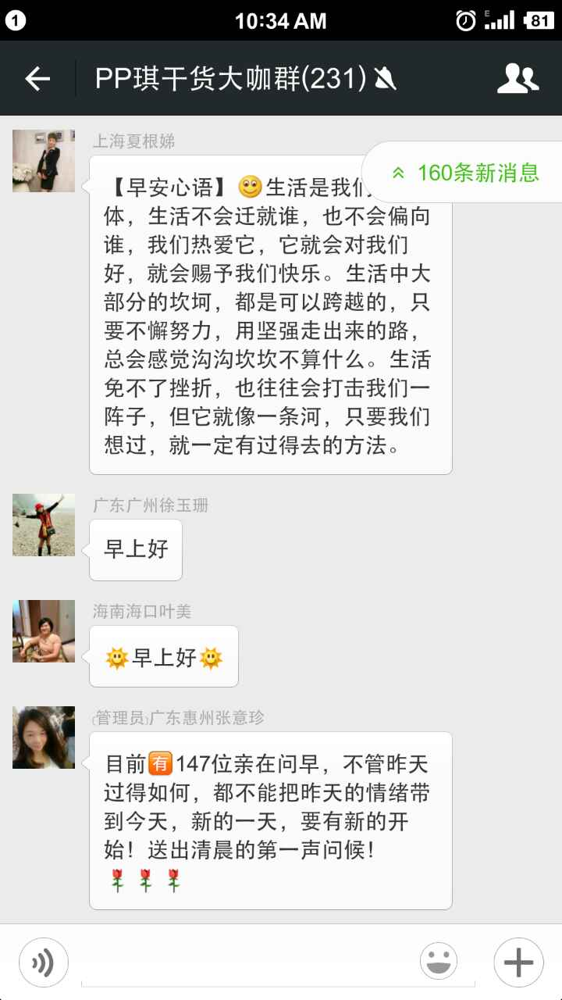 1
10:34 AM
E
81
PP琪干货大咖群(231)
160条新消息
上海夏根娣
【早安心语】生活是我们
体，生活不会迁就谁，也不会偏向
谁，我们热爱它，它就会对我们
好，就会赐予我们快乐。生活中大
部分的坎坷，都是可以跨越的，只
要不懈努力，用坚强走出来的路，
总会感觉沟沟坎坎不算什么。生活
免不了挫折，也往往会打击我们一
阵子，但它就像一条河，只要我们
想过，就一定有过得去的方法。
广东广州徐玉珊
早上好
海南海口叶美
早上好
(管理员)广东惠州张意珍
目前🈶147位亲在问早，不管昨天
过得如何，都不能把昨天的情绪带
到今天，新的一天，要有新的开
始！送出清晨的第一声问候！